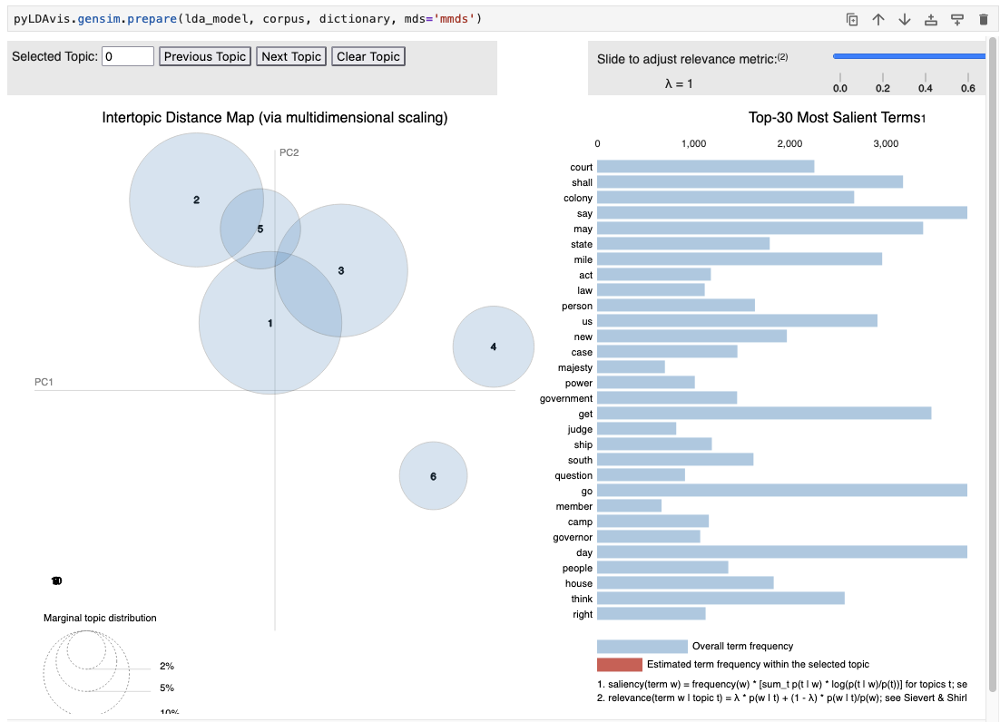 pyLDAvis.gensim.prepare(lda_model, corpus, dictionary, mds='mmds')
Selected Topic: 0 Previous Topic Next Topic Clear Topic
Slide to adjust relevance metric:(2)
λ = 1
0.0 0.2 0.4 0.6
Intertopic Distance Map (via multidimensional scaling)
PC2
PC1
2
5
3
1
4
6
Marginal topic distribution
2%
5%
10%
Top-30 Most Salient Terms1
0 1,000 2,000 3,000
court
shall
colony
say
may
state
mile
act
law
person
us
new
case
majesty
power
government
get
judge
ship
south
question
go
member
camp
governor
day
people
house
think
right
Overall term frequency
Estimated term frequency within the selected topic
1. saliency(term w) = frequency(w) * [sum_t p(t | w) * log(p(t | w)/p(t))] for topics t; se
2. relevance(term w | topic t) = λ * p(w | t) + (1 - λ) * p(w | t)/p(w); see Sievert & Shirl